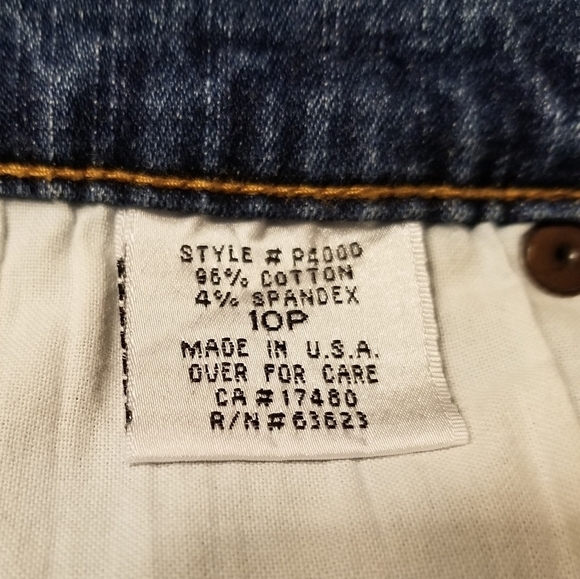 STYLE # P4000
96% COTTON
4% SPANDEX
10P
MADE IN U.S.A.
OVER FOR CARE
CA # 17480
R/N # 63623